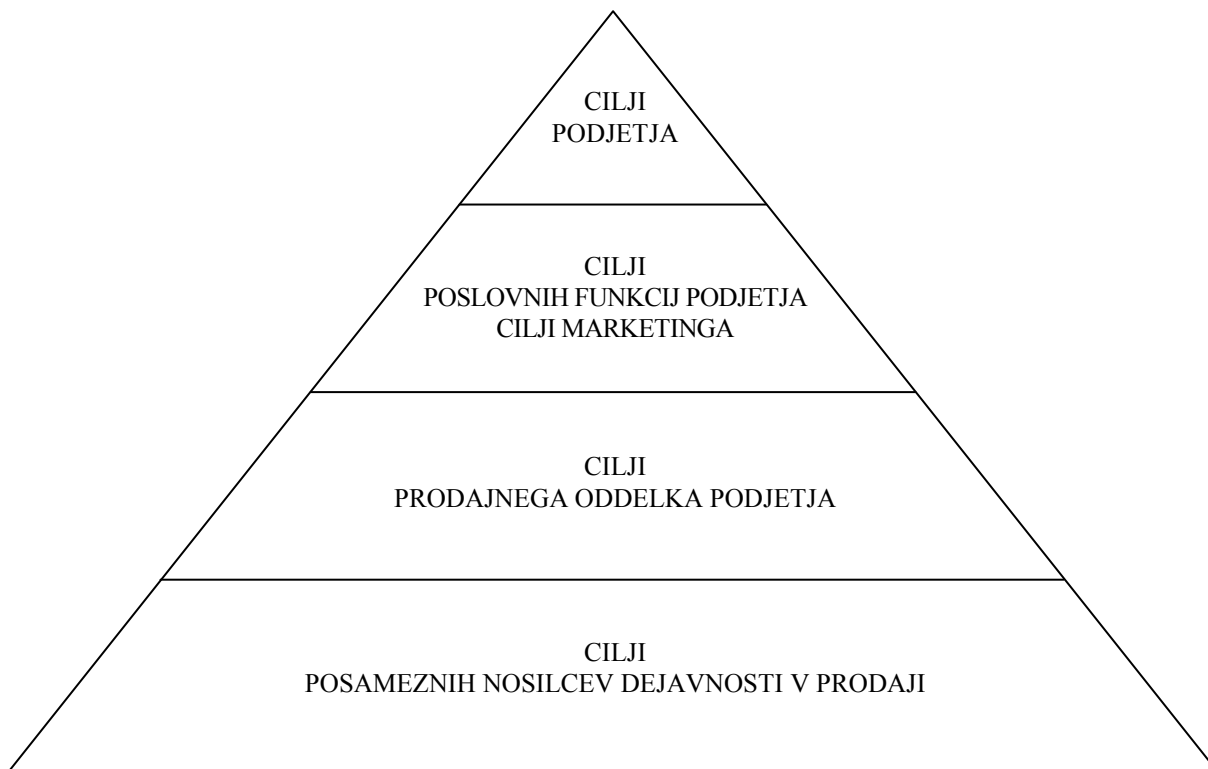 CILJI
PODJETJA
CILJI
POSLOVNIH FUNKCIJ PODJETJA
CILJI MARKETINGA
CILJI
PRODAJNEGA ODDELKA PODJETJA
CILJI
POSAMEZNIH NOSILCEV DEJAVNOSTI V PRODAJI